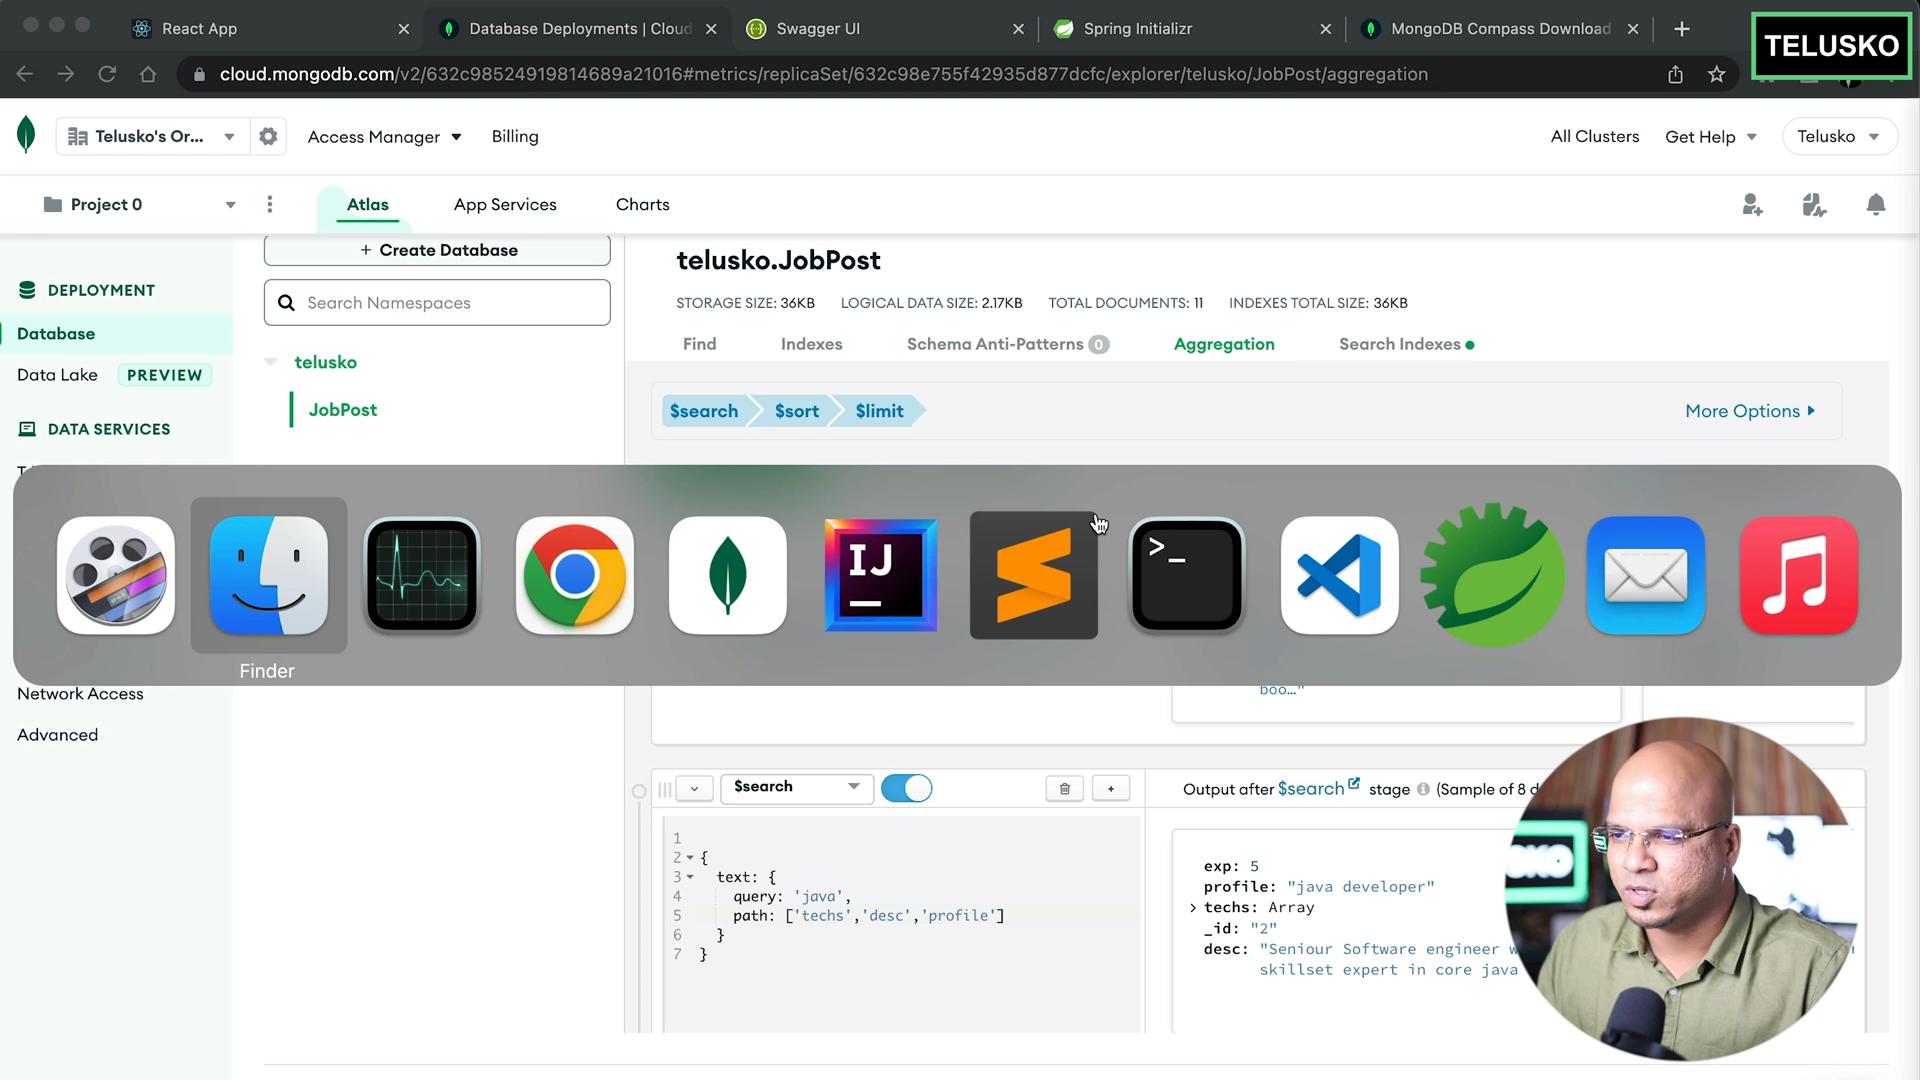 React App
Database Deployments | Cloud
Swagger UI
Spring Initializr
MongoDB Compass Download
TELUSKO
cloud.mongodb.com/v2/632c98524919814689a21016#metrics/replicaSet/632c98e755f42935d877dcfc/explorer/telusko/JobPost/aggregation
Telusko's Or...
Access Manager
Billing
All Clusters
Get Help
Telusko
Project 0
Atlas
App Services
Charts
+ Create Database
telusko.JobPost
DEPLOYMENT
Search Namespaces
STORAGE SIZE: 36KB
LOGICAL DATA SIZE: 2.17KB
TOTAL DOCUMENTS: 11
INDEXES TOTAL SIZE: 36KB
Database
Find
Indexes
Schema Anti-Patterns 0
Aggregation
Search Indexes
telusko
Data Lake PREVIEW
JobPost
$search
$sort
$limit
More Options
DATA SERVICES
IJ
>_
Finder
Network Access
boo…"
Advanced
$search
Output after $search stage (Sample of 8
1
2 {
3 text: {
4 query: 'java',
5 path: ['techs','desc','profile']
6 }
7 }
exp: 5
profile: "java developer"
techs: Array
_id: "2"
desc: "Seniour Software engineer
skillset expert in core java